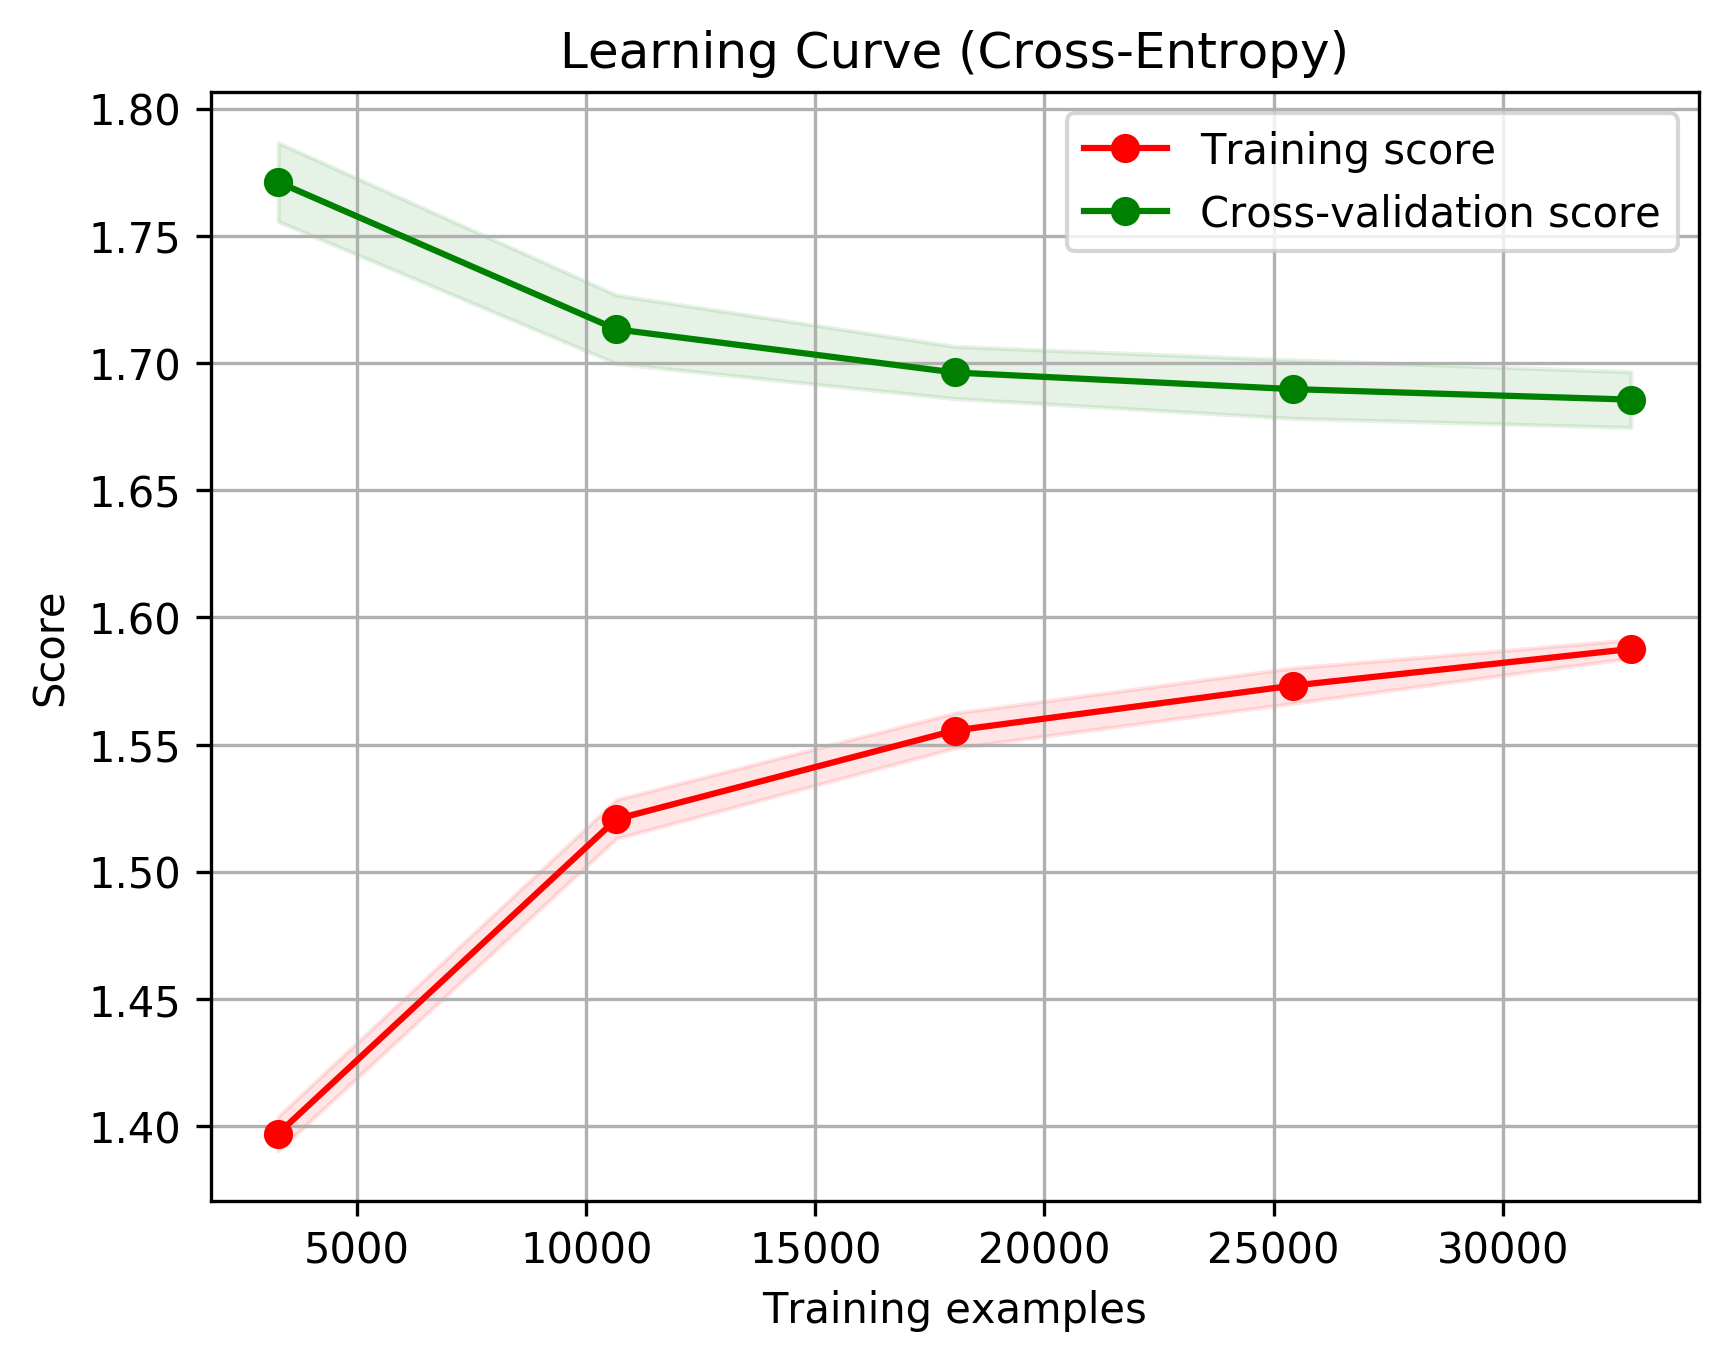 Learning Curve (Cross-Entropy)
Training score
Cross-validation score
1.80
1.75
1.70
1.65
1.60
1.55
1.50
1.45
1.40
Score
5000 10000 15000 20000 25000 30000
Training examples